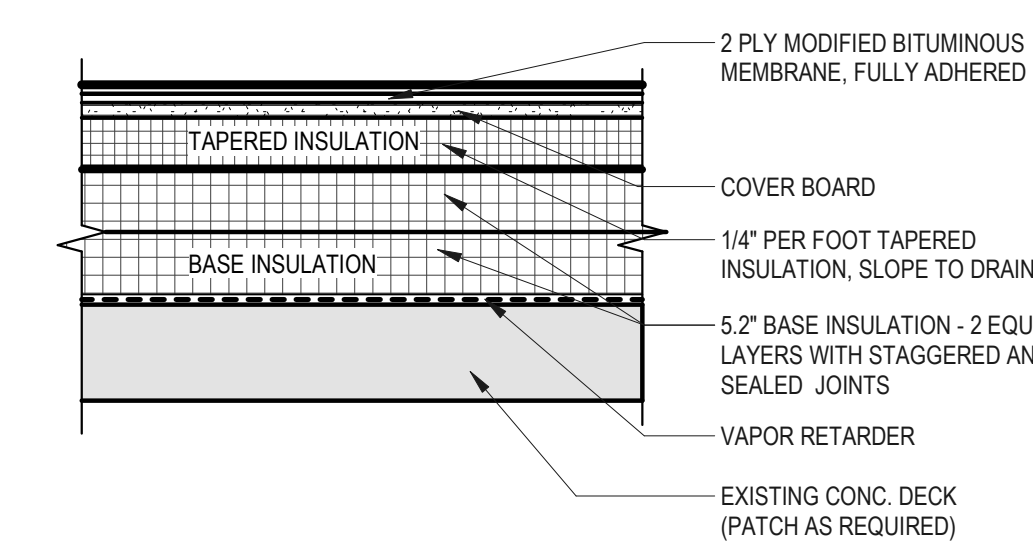 2 PLY MODIFIED BITUMINOUS
MEMBRANE, FULLY ADHERED
TAPERED INSULATION
COVER BOARD
1/4" PER FOOT TAPERED
INSULATION, SLOPE TO DRAIN
BASE INSULATION
5.2" BASE INSULATION - 2
LAYERS WITH STAGGERED
SEALED JOINTS
VAPOR RETARDER
EXISTING CONC. DECK
(PATCH AS REQUIRED)